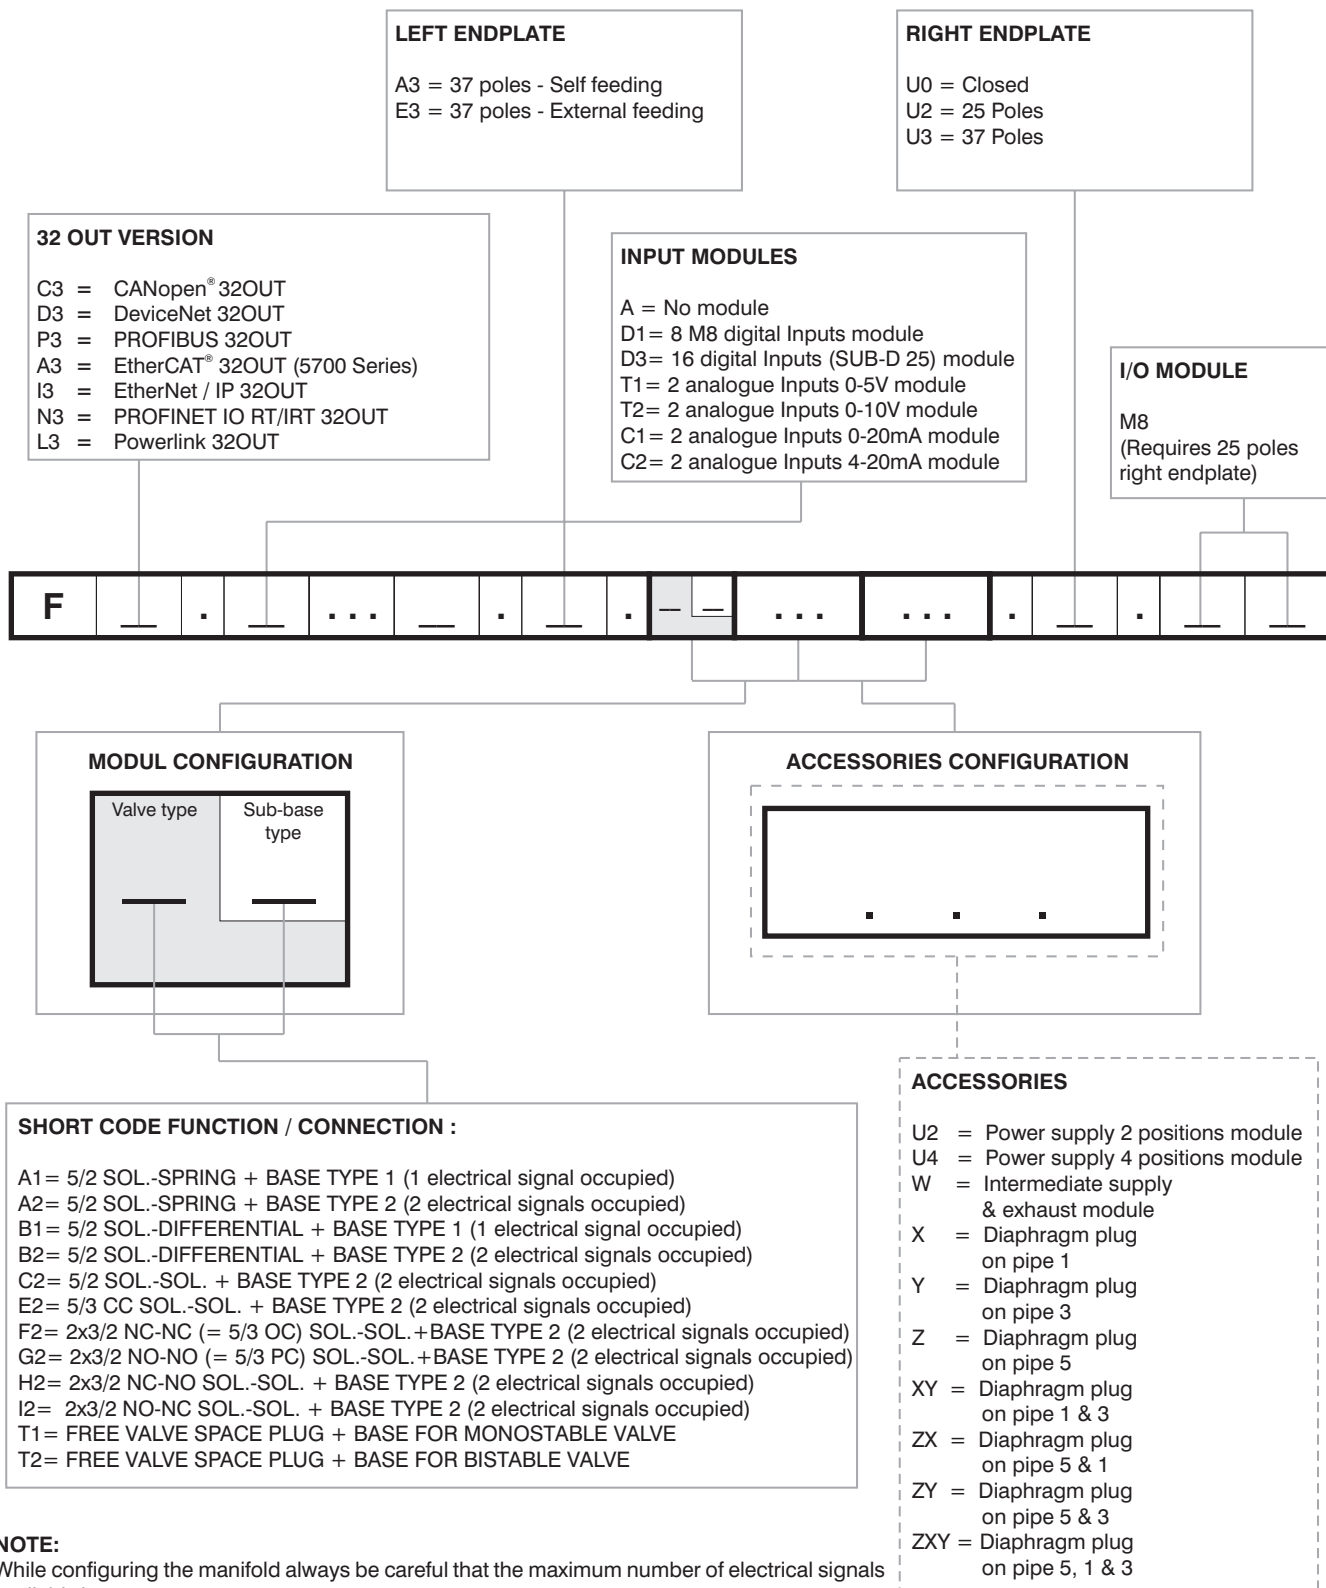 LEFT ENDPLATE
A3 = 37 poles - Self feeding
E3 = 37 poles - External feeding
RIGHT ENDPLATE
U0 = Closed
U2 = 25 Poles
U3 = 37 Poles
32 OUT VERSION
C3 = CANopen® 32OUT
D3 = DeviceNet 32OUT
P3 = PROFIBUS 32OUT
A3 = EtherCAT® 32OUT (5700 Series)
I3 = EtherNet / IP 32OUT
N3 = PROFINET IO RT/IRT 32OUT
L3 = Powerlink 32OUT
INPUT MODULES
A = No module
D1= 8 M8 digital Inputs module
D3= 16 digital Inputs (SUB-D 25) module
T1= 2 analogue Inputs 0-5V module
T2= 2 analogue Inputs 0-10V module
C1= 2 analogue Inputs 0-20mA module
C2= 2 analogue Inputs 4-20mA module
I/O MODULE
M8
(Requires 25 poles
right endplate)
F __ . __ ... __ . __ . __ __ ... ... . __ . __ __
MODUL CONFIGURATION
Valve type
Sub-base
type
ACCESSORIES CONFIGURATION
. . .
SHORT CODE FUNCTION / CONNECTION :
A1= 5/2 SOL.-SPRING + BASE TYPE 1 (1 electrical signal occupied)
A2= 5/2 SOL.-SPRING + BASE TYPE 2 (2 electrical signals occupied)
B1= 5/2 SOL.-DIFFERENTIAL + BASE TYPE 1 (1 electrical signal occupied)
B2= 5/2 SOL.-DIFFERENTIAL + BASE TYPE 2 (2 electrical signals occupied)
C2= 5/2 SOL.-SOL. + BASE TYPE 2 (2 electrical signals occupied)
E2= 5/3 CC SOL.-SOL. + BASE TYPE 2 (2 electrical signals occupied)
F2= 2x3/2 NC-NC (= 5/3 OC) SOL.-SOL.+BASE TYPE 2 (2 electrical signals occupied)
G2= 2x3/2 NO-NO (= 5/3 PC) SOL.-SOL.+BASE TYPE 2 (2 electrical signals occupied)
H2= 2x3/2 NC-NO SOL.-SOL. + BASE TYPE 2 (2 electrical signals occupied)
I2= 2x3/2 NO-NC SOL.-SOL. + BASE TYPE 2 (2 electrical signals occupied)
T1= FREE VALVE SPACE PLUG + BASE FOR MONOSTABLE VALVE
T2= FREE VALVE SPACE PLUG + BASE FOR BISTABLE VALVE
ACCESSORIES
U2 = Power supply 2 positions module
U4 = Power supply 4 positions module
W = Intermediate supply
& exhaust module
X = Diaphragm plug
on pipe 1
Y = Diaphragm plug
on pipe 3
Z = Diaphragm plug
on pipe 5
XY = Diaphragm plug
on pipe 1 & 3
ZX = Diaphragm plug
on pipe 5 & 1
ZY = Diaphragm plug
on pipe 5 & 3
ZXY = Diaphragm plug
on pipe 5, 1 & 3
NOTE:
While configuring the manifold always be careful that the maximum number of electrical signals